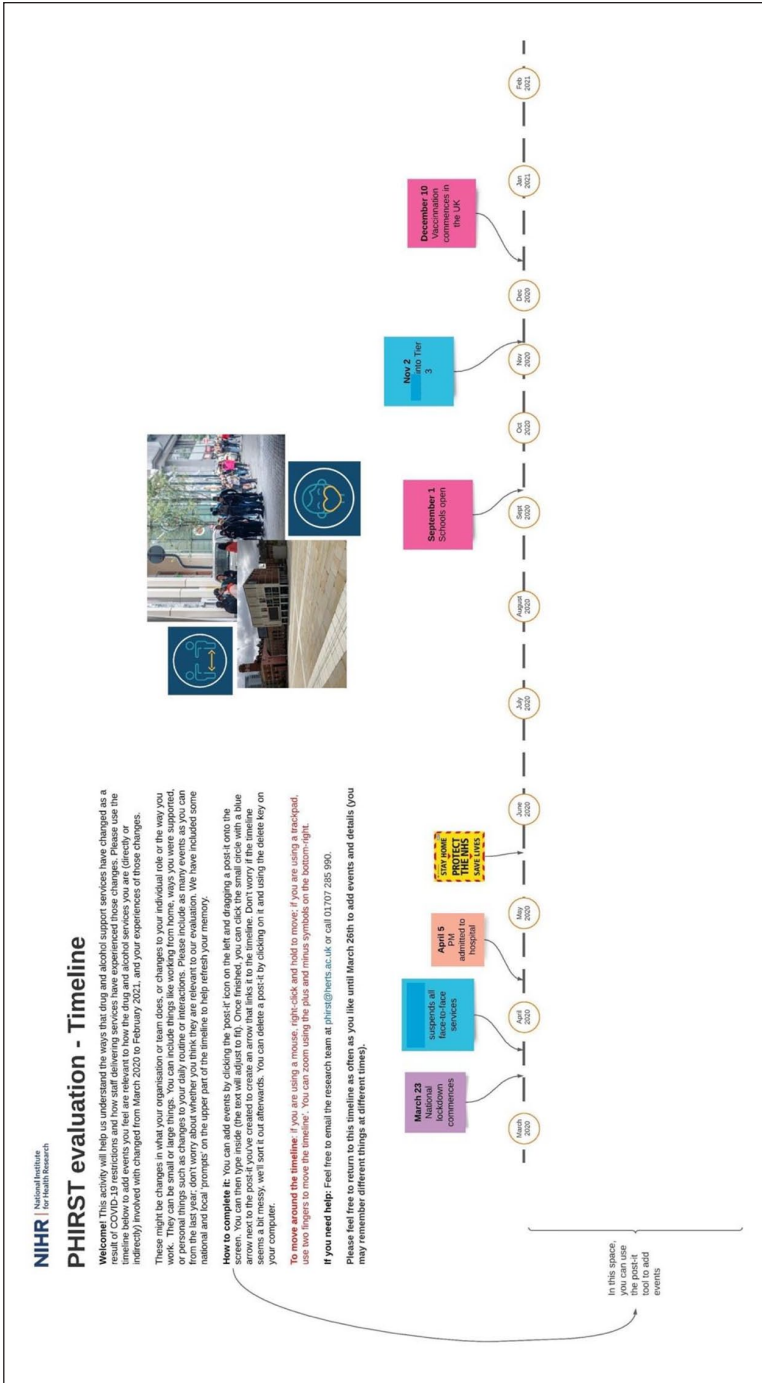 NIHR | National Institute
for Health Research
PHIRST evaluation - Timeline
Welcome! This activity will help us understand the ways that drug and alcohol support services have changed as a
result of COVID-19 restrictions and how staff delivering services have experienced those changes. Please use the
timeline below to add events you feel are relevant to how the drug and alcohol services you are (directly or
indirectly) involved with changed from March 2020 to February 2021, and your experiences of those changes.
These might be changes in what your organisation or team does, or changes to your individual role or the way you
work. They can be small or large things. You can include things like working from home, ways you were supported,
or personal things such as changes to your daily routine or interactions. Please include as many events as you can
from the last year; don't worry about whether you think they are relevant to our evaluation. We have included some
national and local 'prompts' on the upper part of the timeline to help refresh your memory.
How to complete it: You can add events by clicking the 'post-it' icon on the left and dragging a post-it onto the
screen. You can then type inside (the text will adjust to fit). Once finished, you can click the small circle with a blue
arrow next to the post-it you've created to create an arrow that links it to the timeline. Don't worry if the timeline
seems a bit messy, we'll sort it out afterwards. You can delete a post-it by clicking on it and using the delete key on
your computer.
To move around the timeline: if you are using a mouse, right-click and hold to move; if you are using a trackpad,
use two fingers to move the timeline'. You can zoom using the plus and minus symbols on the bottom-right.
If you need help: Feel free to email the research team at phirst@herts.ac.uk or call 01707 285 990.
Please feel free to return to this timeline as often as you like until March 26th to add events and details (you
may remember different things at different times).
March 23
National
lockdown
commences
suspends all
face-to-face
services
April 5
PM
admitted to
hospital
STAY HOME
PROTECT
THE NHS
SAVE LIVES
September 1
Schools open
Nov 2
into Tier
3
December 10
Vaccinnation
commences in
the UK
March
2020
April
2020
May
2020
June
2020
July
2020
August
2020
Sept
2020
Oct
2020
Nov
2020
Dec
2020
Jan
2021
Feb
2021
In this space,
you can use
the post-it
tool to add
events